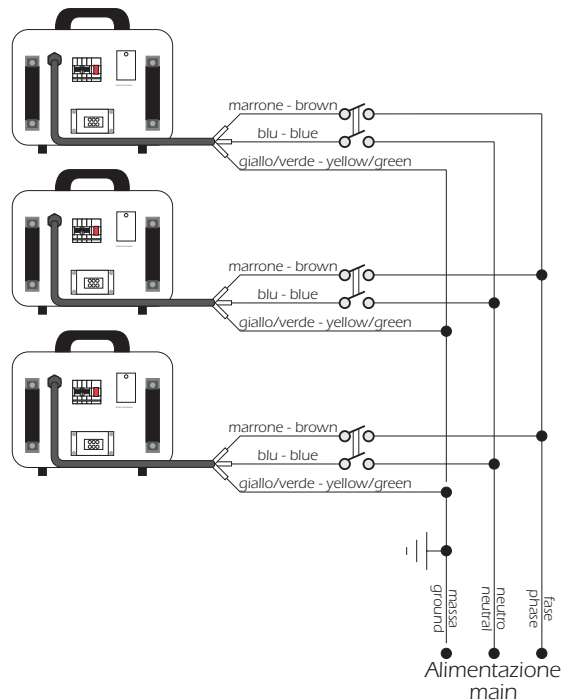 marrone - brown
blu - blue
giallo/verde - yellow/green
marrone - brown
blu - blue
giallo/verde - yellow/green
marrone - brown
blu - blue
giallo/verde - yellow/green
massa
ground
neutro
neutral
fase
phase
Alimentazione
main